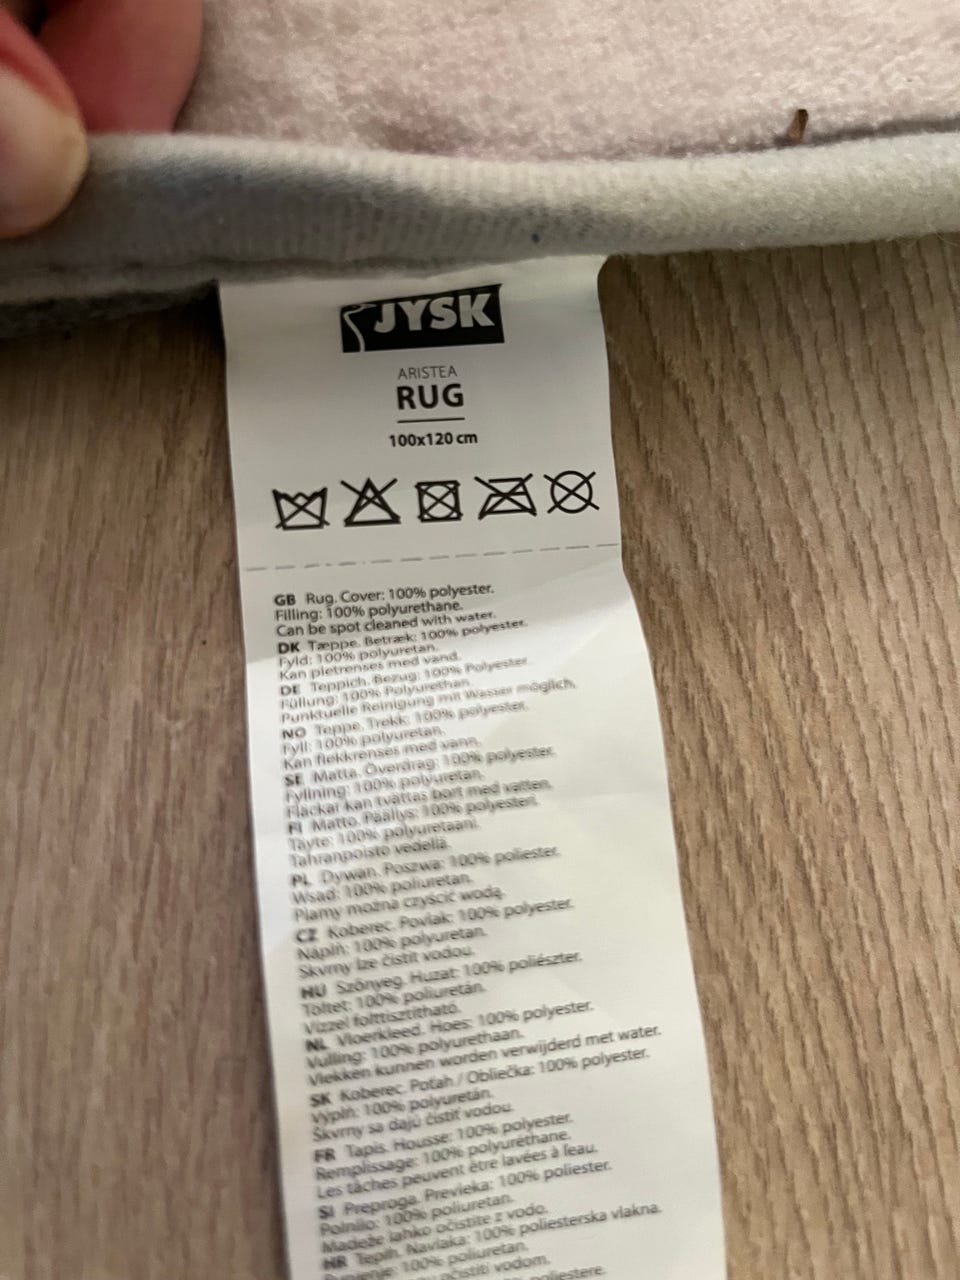 JYSK
ARISTEA
RUG
100x120 cm
GB Rug. Cover: 100% polyester.
Filling: 100% polyurethane.
Can be spot cleaned with water.
DK Tæppe. Betræk: 100% polyester.
Fyld: 100% polyuretan.
Kan pletrenses med vand.
DE Teppich. Bezug: 100% Polyester.
Füllung: 100% Polyurethan.
Punktuelle Reinigung mit Wasser möglich.
NO Teppe. Trekk: 100% polyester.
Fyll: 100% polyuretan.
Kan flekkrenses med vann.
SE Matta. Överdrag: 100% polyester.
Fyllning: 100% polyuretan.
Fläckar kan tvättas bort med vatten.
FI Matto. Päällys: 100% polyesteri.
Täyte: 100% polyuretaani.
Tahranpoisto vedellä.
PL Dywan. Poszwa: 100% poliester.
Wsad: 100% poliuretan.
Plamy można czyścić wodą.
CZ Koberec. Povlak: 100% polyester.
Náplň: 100% polyuretan.
Skvrny lze čistit vodou.
HU Szőnyeg. Huzat: 100% poliészter.
Töltet: 100% poliuretán.
Vízzel folttisztítható.
NL Vloerkleed. Hoes: 100% polyester.
Vulling: 100% polyurethaan.
Vlekken kunnen worden verwijderd met water.
SK Koberec. Poťah / Obliečka: 100% polyester.
Výplň: 100% polyuretán.
Škvrny sa dajú čistiť vodou.
FR Tapis. Housse: 100% polyester.
Remplissage: 100% polyuréthane.
Les tâches peuvent être lavées à l'eau.
SI Preproga. Prevleka: 100% poliester.
Polnilo: 100% poliuretan.
Madeže lahko očistite z vodo.
HR Tepih. Navlaka: 100% poliesterska vlakna.
Punjenje: 100% poliuretan.
očistiti vodom.
poliestere.